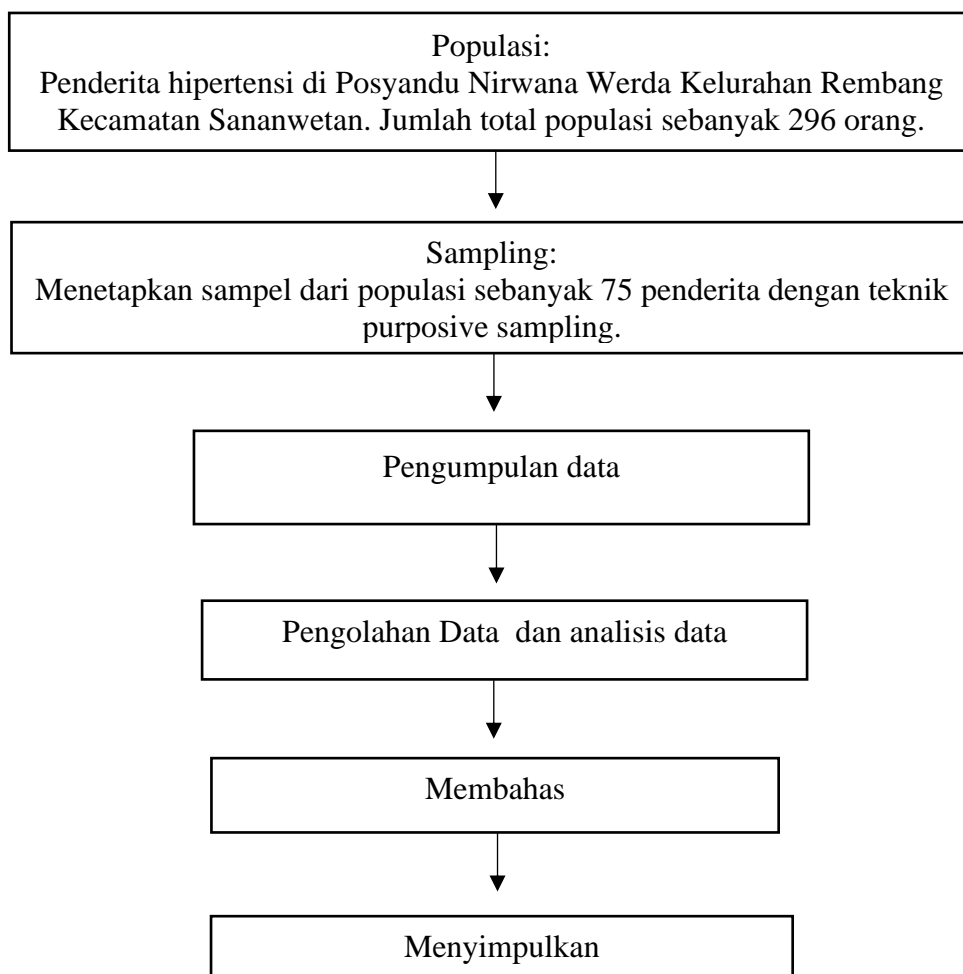 Populasi:
Penderita hipertensi di Posyandu Nirwana Werda Kelurahan Rembang
Kecamatan Sananwetan. Jumlah total populasi sebanyak 296 orang.
Sampling:
Menetapkan sampel dari populasi sebanyak 75 penderita dengan teknik
purposive sampling.
Pengumpulan data
Pengolahan Data dan analisis data
Membahas
Menyimpulkan